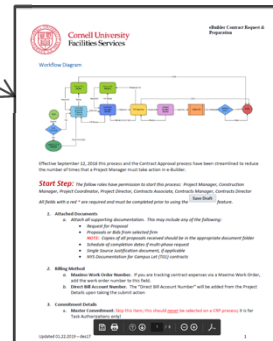 Cornell University
Facilities Services
eBuilder Contract Request &
Preparation
Workflow Diagram
Effective September 12, 2018 this process and the Contract Approval process have been streamlined to reduce
the number of times that a Project Manager must take action in e-Builder.
Start Step: The follow roles have permission to start this process: Project Manager, Construction
Manager, Project Coordinator, Project Director, Contracts Associate, Contracts Manager, Contracts Director
All fields with a red * are required and must be completed prior to using the Save Draft feature.
1. Attached Documents
a. Attach all supporting documentation. This may include any of the following:
• Request for Proposal
• Proposals or Bids from selected firm
NOTE: Copies of all proposals received should be in the appropriate document folder
• Schedule of completion dates if multi-phase request
• Single Source Justification document, if applicable
• NYS Documentation for Campus Let (TO1) contracts
2. Billing Method
a. Maximo Work Order Number. If you are tracking contract expenses via a Maximo Work Order,
add the work order number to this field.
b. Direct Bill Account Number. The "Direct Bill Account Number" will be added from the Project
Details upon taking the submit action
3. Commitment Details
a. Master Commitment: Skip this item; this should never be selected on a CRP process; it is for
Task Authorizations only!
Updated 01.22.2019 – dec17